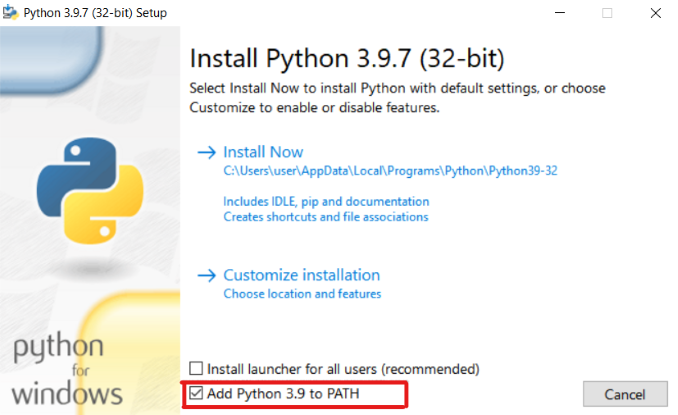 Python 3.9.7 (32-bit) Setup
Install Python 3.9.7 (32-bit)
Select Install Now to install Python with default settings, or choose
Customize to enable or disable features.
Install Now
C:\Users\user\AppData\Local\Programs\Python\Python39-32
Includes IDLE, pip and documentation
Creates shortcuts and file associations
Customize installation
Choose location and features
python
for
windows
Install launcher for all users (recommended)
Add Python 3.9 to PATH
Cancel